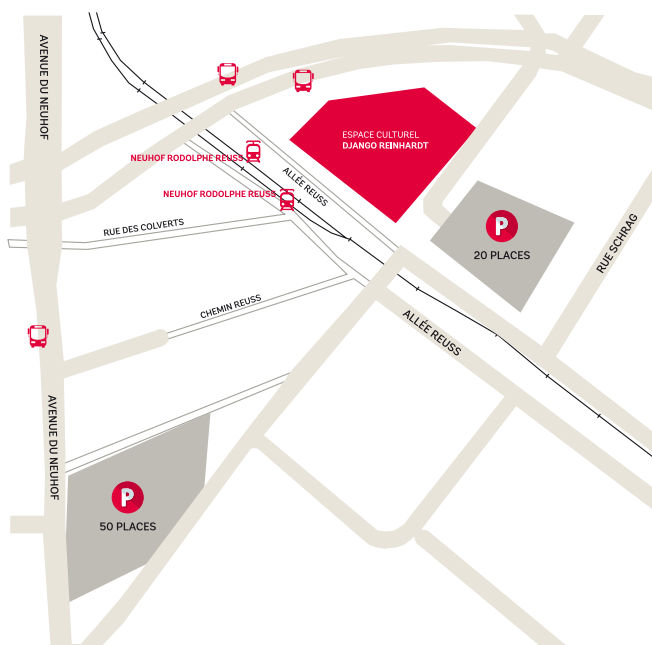 AVENUE DU NEUHOF
ESPACE CULTUREL
DJANGO REINHARDT
NEUHOF RODOLPHE REUSS
ALLÉE REUSS
NEUHOF RODOLPHE REUSS
RUE DES COLVERTS
P
20 PLACES
RUE SCHRAG
CHEMIN REUSS
ALLÉE REUSS
AVENUE DU NEUHOF
P
50 PLACES